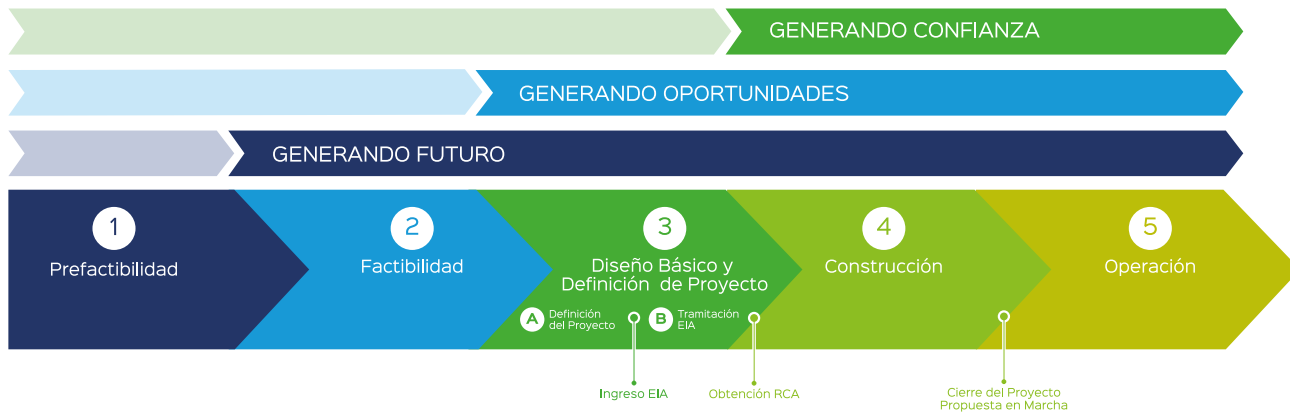 GENERANDO CONFIANZA
GENERANDO OPORTUNIDADES
GENERANDO FUTURO
1
Prefactibilidad
2
Factibilidad
3
Diseño Básico y
Definición de Proyecto
A Definición
del Proyecto
B Tramitación
EIA
4
Construcción
5
Operación
Ingreso EIA
Obtención RCA
Cierre del Proyecto
Propuesta en Marcha